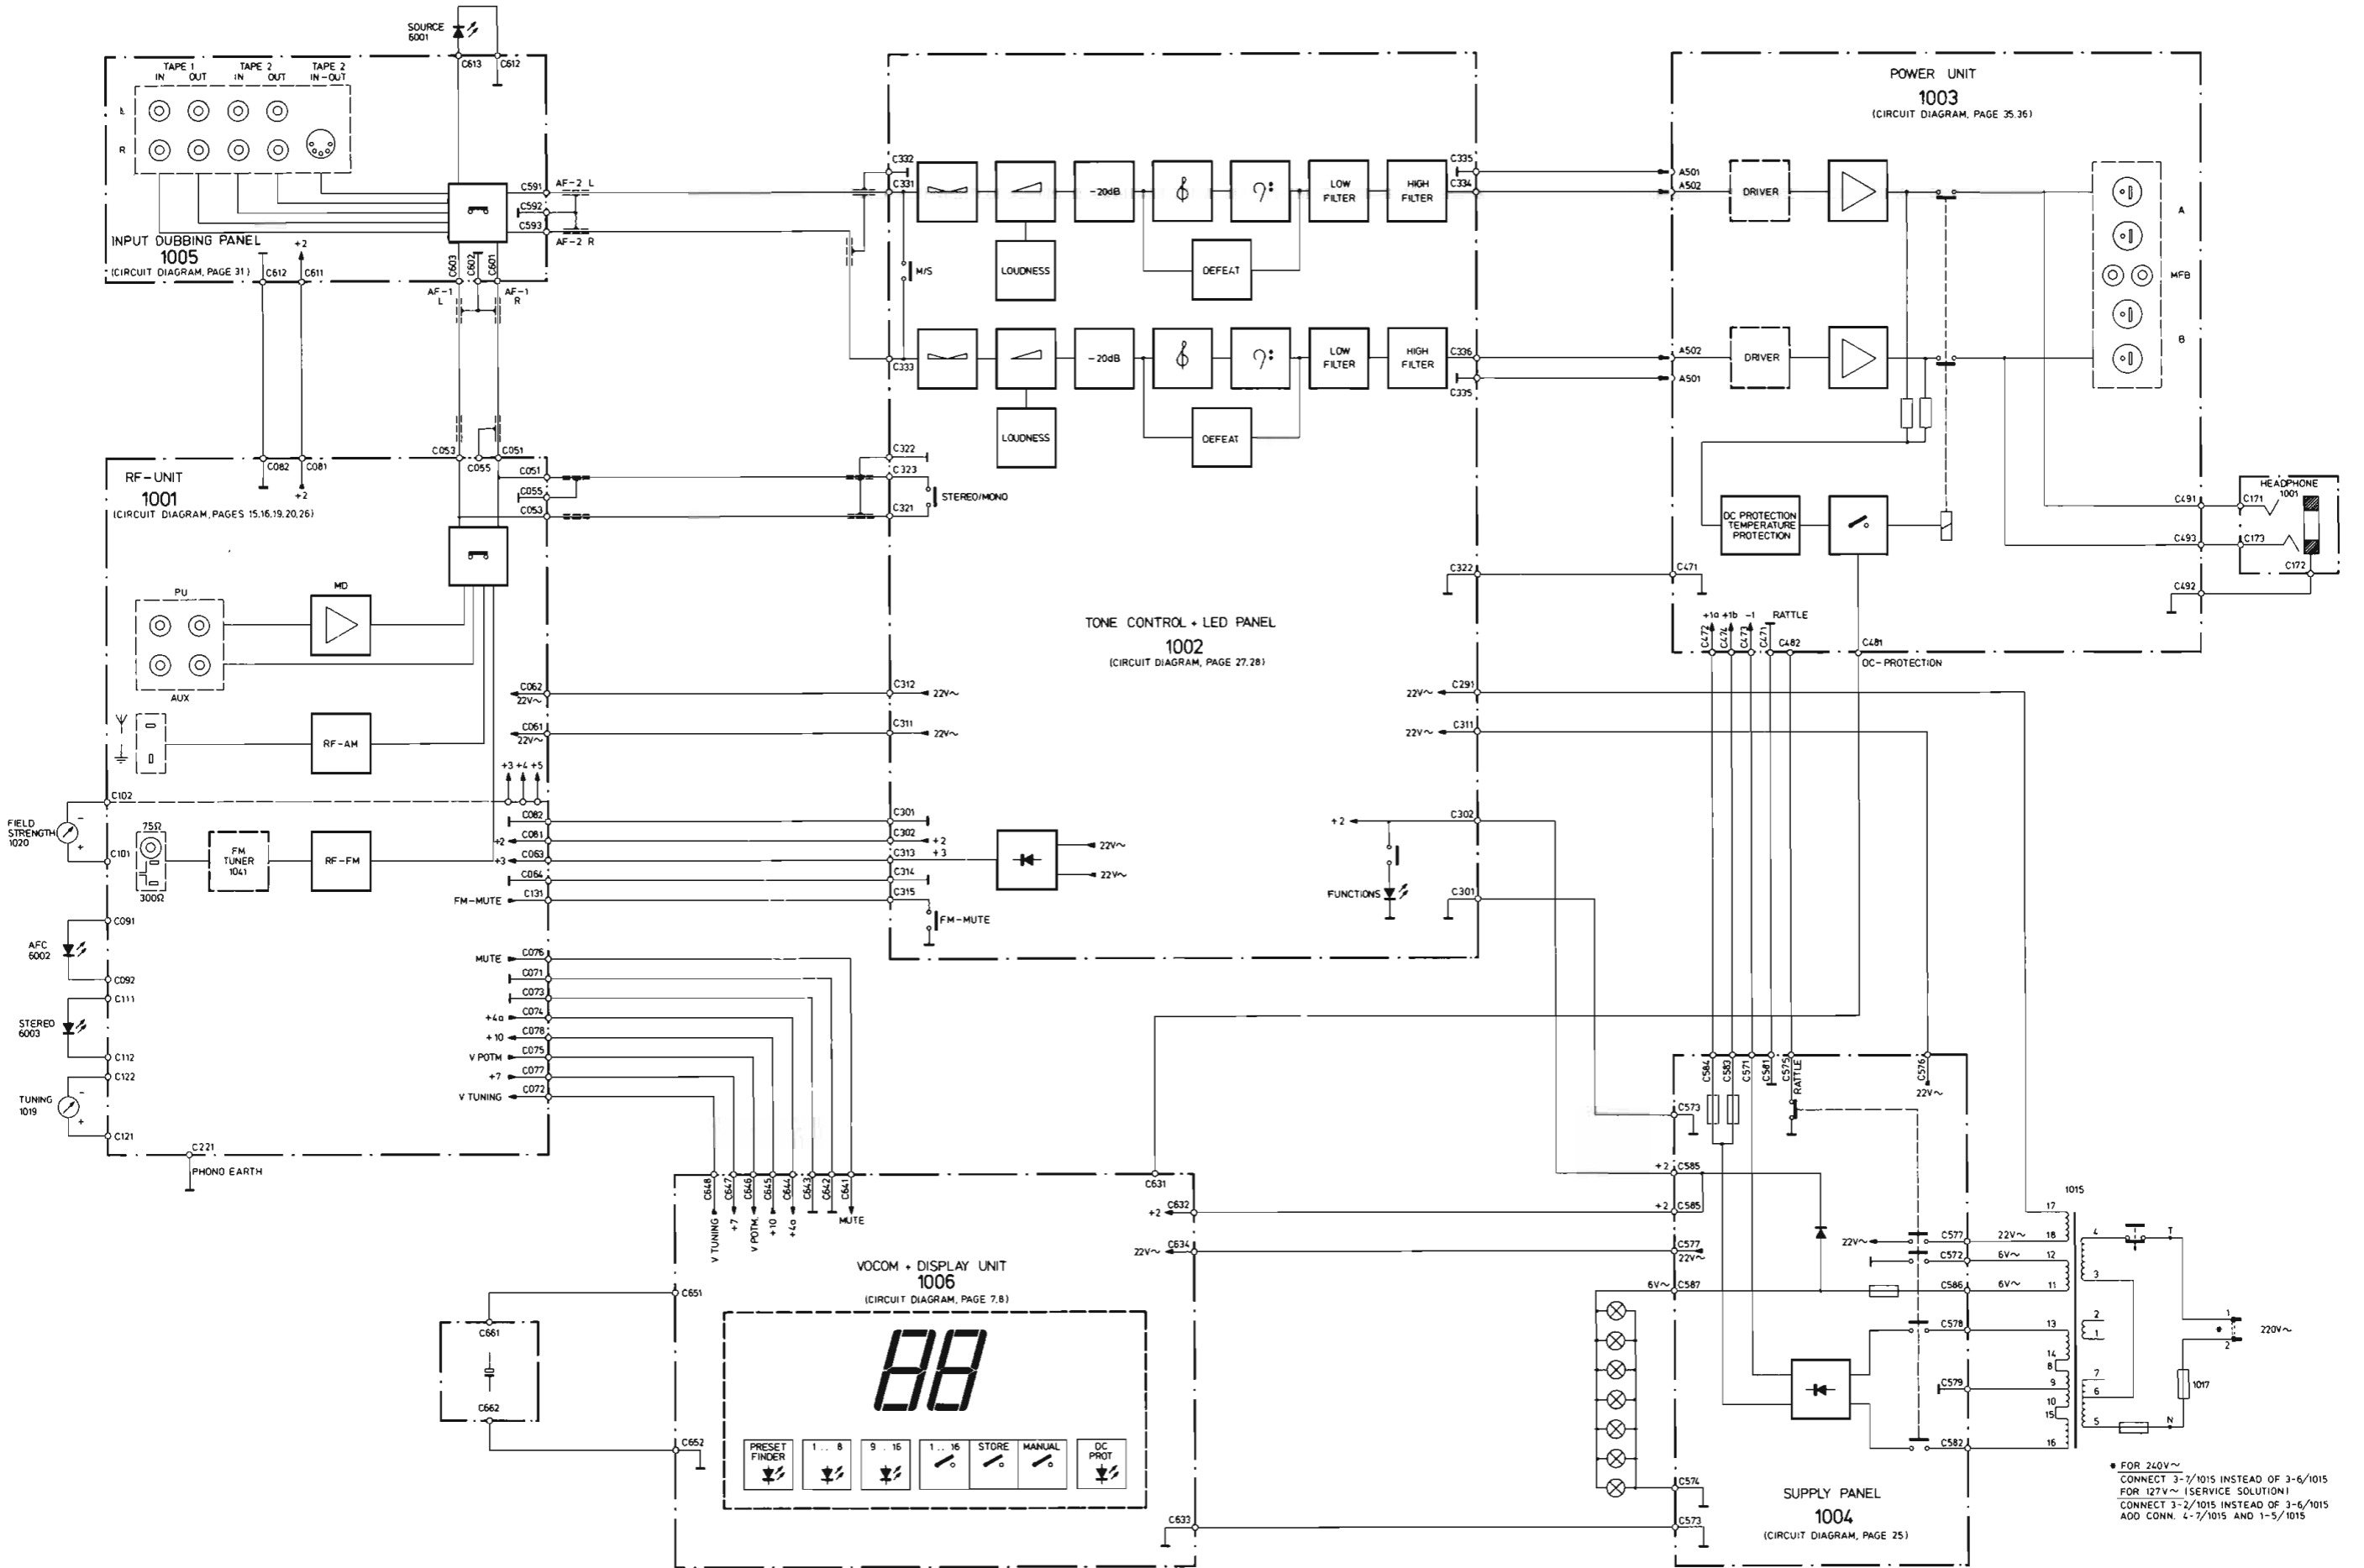 SOURCE
6001
C613
C612
TAPE 1
TAPE 2
TAPE 2
IN
OUT
IN
OUT
IN-OUT
L
R
C591
AF-2 L
C592
C593
AF-2 R
INPUT DUBBING PANEL
1005
(CIRCUIT DIAGRAM, PAGE 31)
+2
C612
C611
C603
C602
C601
AF-1
L
AF-1
R
C082
C081
+2
C053
C055
C051
RF-UNIT
1001
(CIRCUIT DIAGRAM, PAGES 15,16,19,20,26)
C051
C055
C053
PU
MD
AUX
RF-AM
C062
22V~
C061
22V~
+3 +4 +5
C102
FIELD
STRENGTH
1020
-
+
C101
75Ω
300Ω
FM
TUNER
1041
RF-FM
C082
+2
C081
+3
C063
C064
FM-MUTE
C131
C091
AFC
6002
C092
C111
STEREO
6003
C112
C122
TUNING
1019
-
+
C121
C221
PHONO EARTH
MUTE
C076
C071
C073
+4a
C074
+10
C078
V POTM
C075
+7
C077
V TUNING
C072
C332
C331
M/S
-20dB
LOW
FILTER
HIGH
FILTER
LOUDNESS
DEFEAT
C335
C334
C333
-20dB
LOW
FILTER
HIGH
FILTER
LOUDNESS
DEFEAT
C336
C335
C322
C323
STEREO/MONO
C321
C322
TONE CONTROL + LED PANEL
1002
(CIRCUIT DIAGRAM, PAGE 27.28)
C312
22V~
C311
22V~
22V~
C291
22V~
C311
C301
C302
+2
C313
+3
C314
C315
FM-MUTE
22V~
22V~
+2
C302
FUNCTIONS
C301
POWER UNIT
1003
(CIRCUIT DIAGRAM, PAGE 35.36)
A501
A502
DRIVER
A
MFB
B
A502
A501
DRIVER
DC PROTECTION
TEMPERATURE
PROTECTION
C471
C491
C493
C492
HEADPHONE
1001
C171
C173
C172
+1a +1b -1
RATTLE
C472
C474
C473
C471
C482
C481
DC-PROTECTION
C584
C583
C571
C581
C575
RATTLE
C576
22V~
C573
+2
C585
+2
C585
C577
22V~
6V~
C587
22V~
C577
22V~
C572
6V~
C586
6V~
C578
C579
C582
C574
C573
SUPPLY PANEL
1004
(CIRCUIT DIAGRAM, PAGE 25)
1015
17
18
12
11
13
14
8
9
10
15
16
4
3
2
1
7
6
5
T
N
1017
1
*
2
220V~
* FOR 240V~
CONNECT 3-7/1015 INSTEAD OF 3-6/1015
FOR 127V~ (SERVICE SOLUTION)
CONNECT 3-2/1015 INSTEAD OF 3-6/1015
ADD CONN. 4-7/1015 AND 1-5/1015
C648
C647
C646
C645
C644
C643
C642
C641
V TUNING
+7
V POTM.
+10
+4a
MUTE
C631
+2
C632
22V~
C634
VOCOM + DISPLAY UNIT
1006
(CIRCUIT DIAGRAM, PAGE 7,8)
C651
C661
C662
C652
88
PRESET
FINDER
1 .. 8
9 .. 16
1 .. 16
STORE
MANUAL
DC
PROT
C633